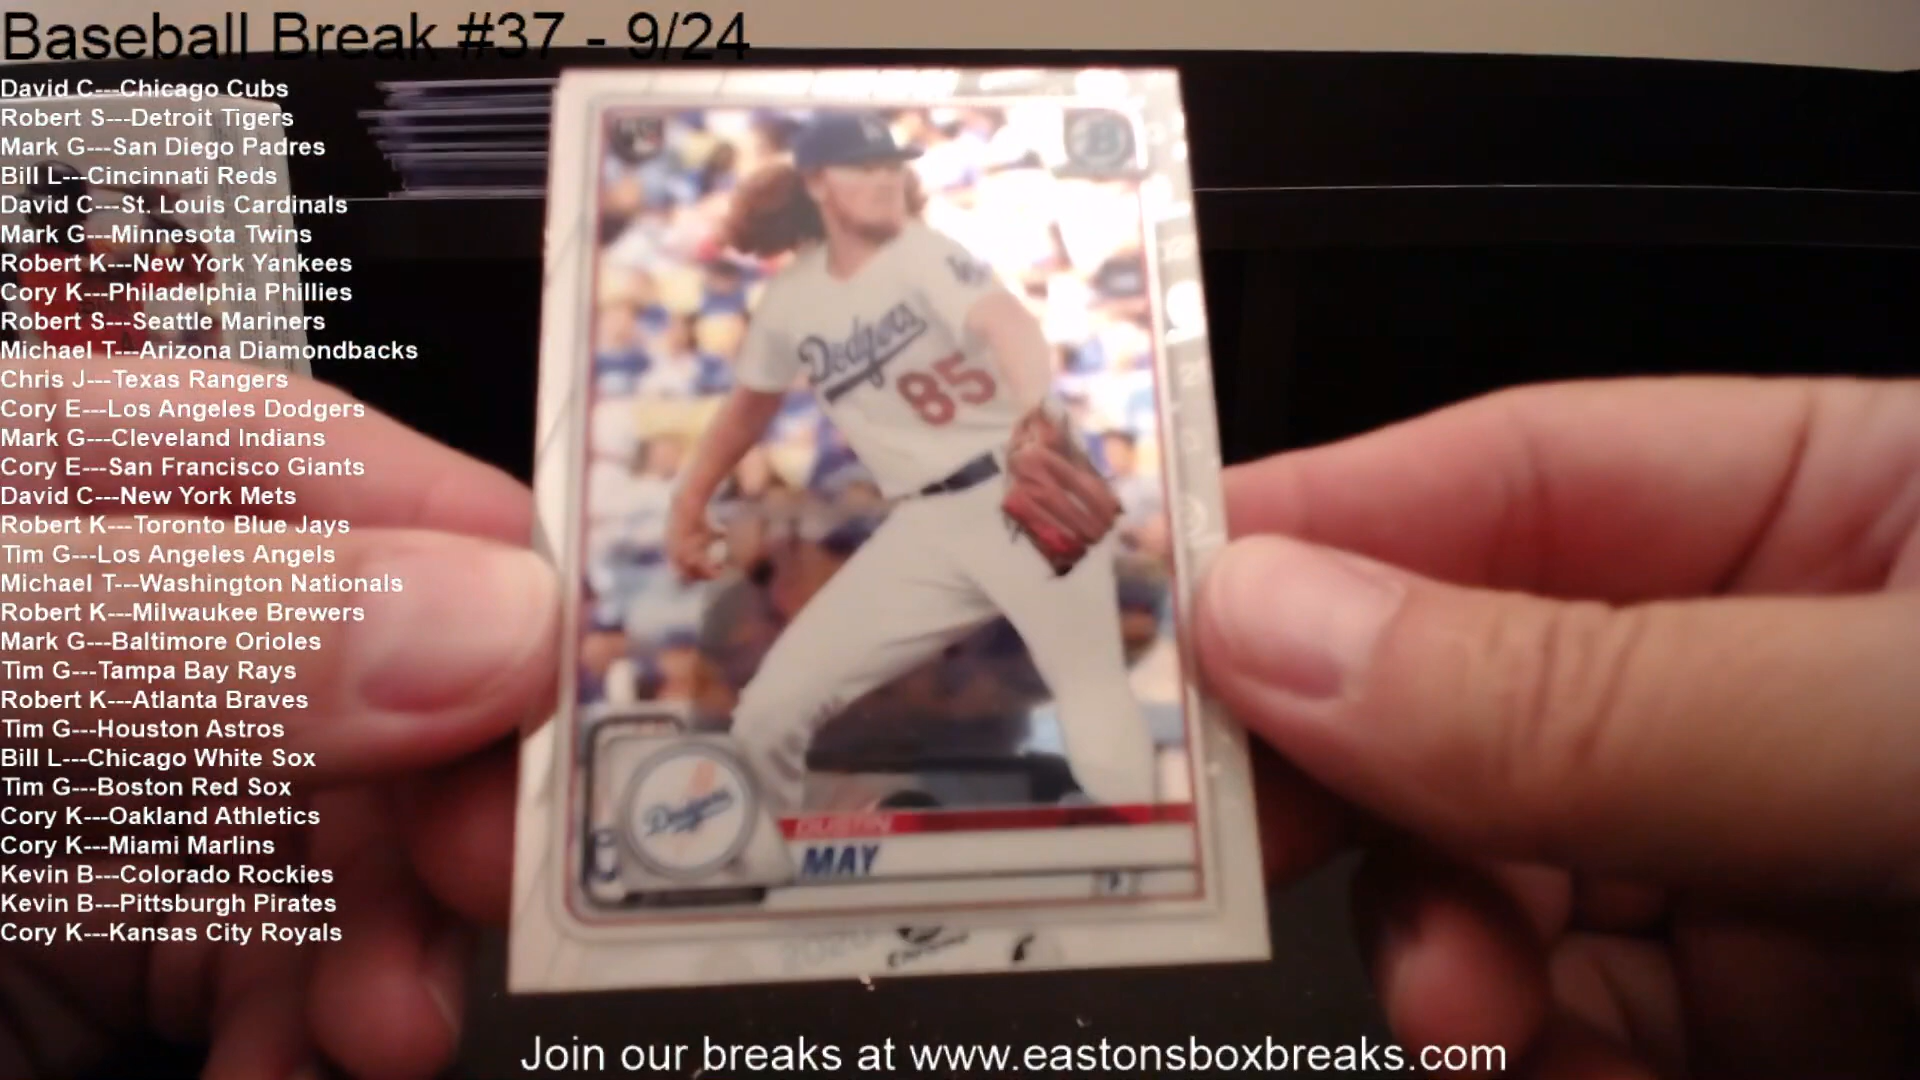 Baseball Break #37 - 9/24
David C---Chicago Cubs
Robert S---Detroit Tigers
Mark G---San Diego Padres
Bill L---Cincinnati Reds
David C---St. Louis Cardinals
Mark G---Minnesota Twins
Robert K---New York Yankees
Cory K---Philadelphia Phillies
Robert S---Seattle Mariners
Michael T---Arizona Diamondbacks
Chris J---Texas Rangers
Cory E---Los Angeles Dodgers
Mark G---Cleveland Indians
Cory E---San Francisco Giants
David C---New York Mets
Robert K---Toronto Blue Jays
Tim G---Los Angeles Angels
Michael T---Washington Nationals
Robert K---Milwaukee Brewers
Mark G---Baltimore Orioles
Tim G---Tampa Bay Rays
Robert K---Atlanta Braves
Tim G---Houston Astros
Bill L---Chicago White Sox
Tim G---Boston Red Sox
Cory K---Oakland Athletics
Cory K---Miami Marlins
Kevin B---Colorado Rockies
Kevin B---Pittsburgh Pirates
Cory K---Kansas City Royals
B
LA
Dodgers
85
Dodgers
DUSTIN
MAY
Join our breaks at www.eastonsboxbreaks.com